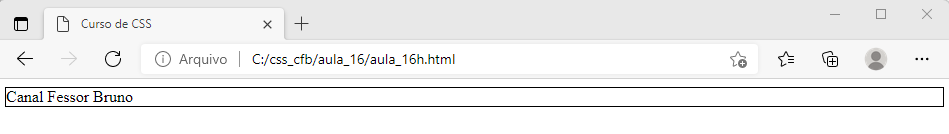 Curso de CSS
Arquivo C:/css_cfb/aula_16/aula_16h.html
Canal Fessor Bruno